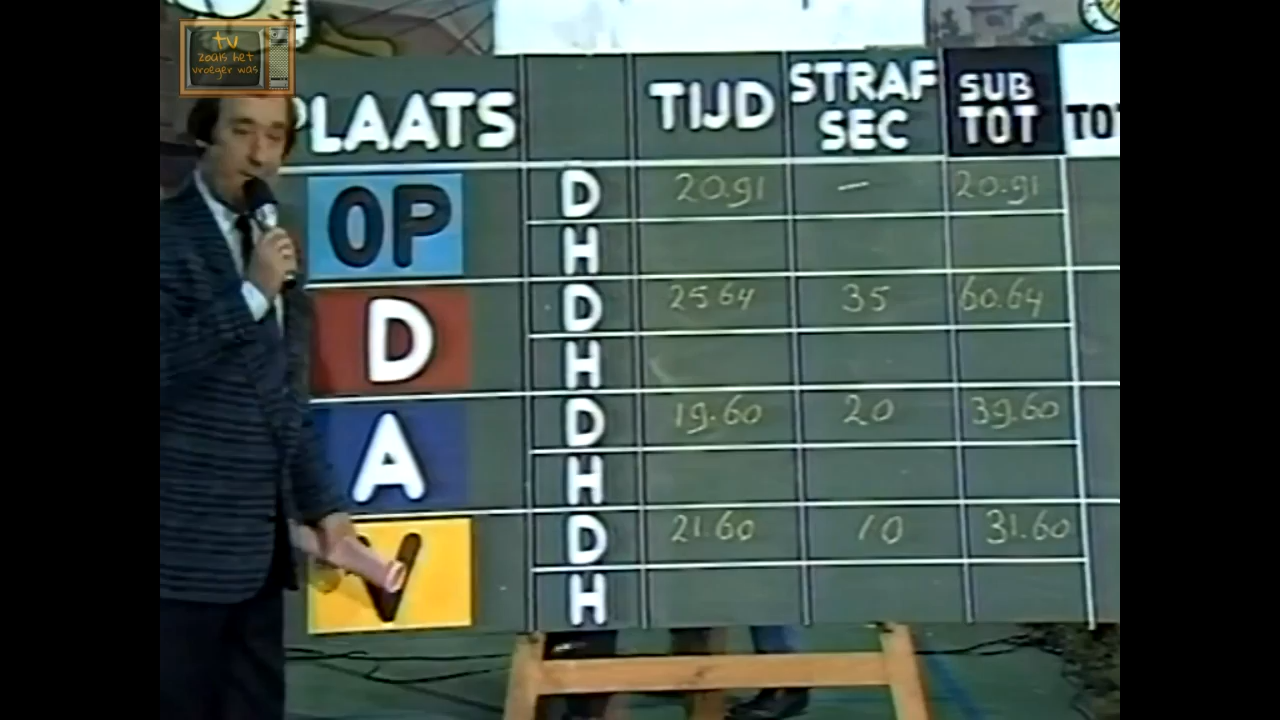 tv
zoals het
vroeger was
PLAATS TIJD STRAF SEC SUB TOT TOT
OP D 20.91 — 20.91
H
D D 25 64 35 60.64
H
A D 19.60 20 39.60
H
V D 21.60 10 31.60
H